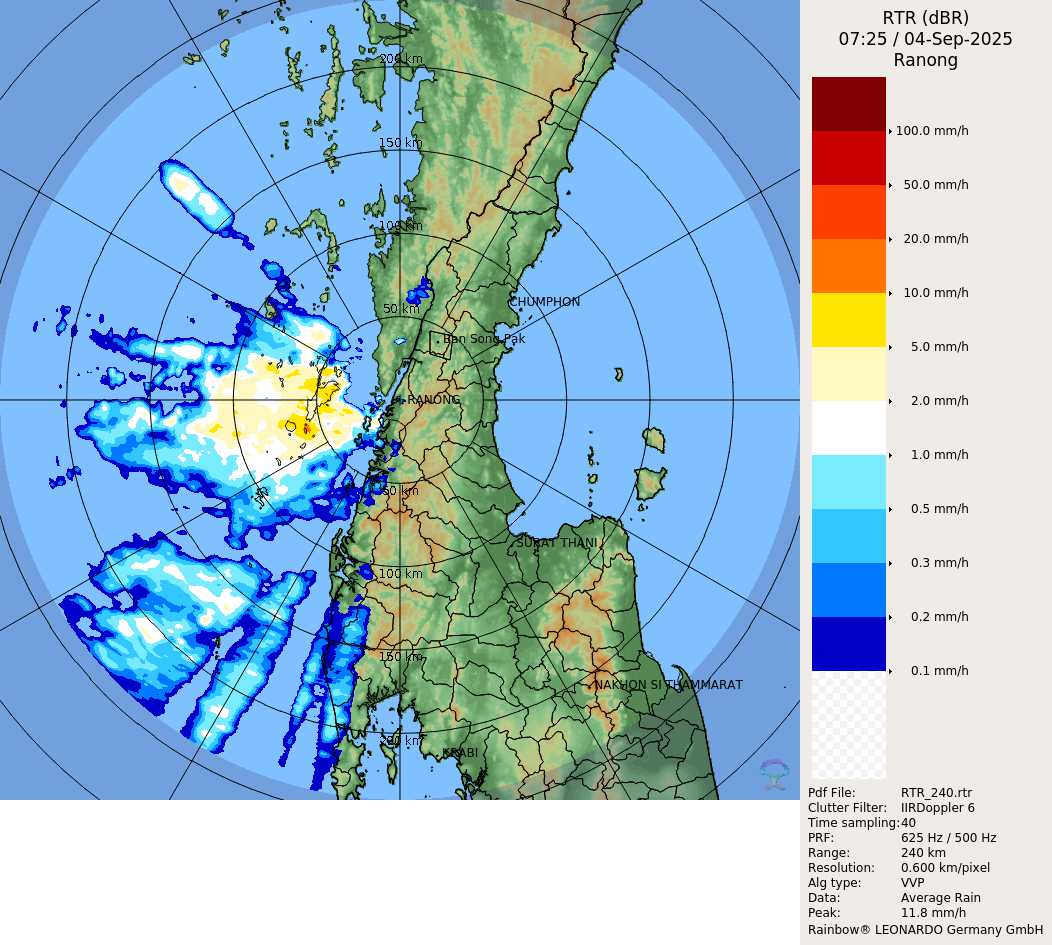 RTR (dBR)
07:25 / 04-Sep-2025
Ranong
100.0 mm/h
50.0 mm/h
20.0 mm/h
10.0 mm/h
5.0 mm/h
2.0 mm/h
1.0 mm/h
0.5 mm/h
0.3 mm/h
0.2 mm/h
0.1 mm/h
Pdf File: RTR_240.rtr
Clutter Filter: IIRDoppler 6
Time sampling: 40
PRF: 625 Hz / 500 Hz
Range: 240 km
Resolution: 0.600 km/pixel
Alg type: VVP
Data: Average Rain
Peak: 11.8 mm/h
Rainbow® LEONARDO Germany GmbH
200 km
150 km
100 km
CHUMPHON
50 km
Ban Song Pak
RANONG
50 km
SURAT THANI
100 km
150 km
NAKHON SI THAMMARAT
200 km
KRABI